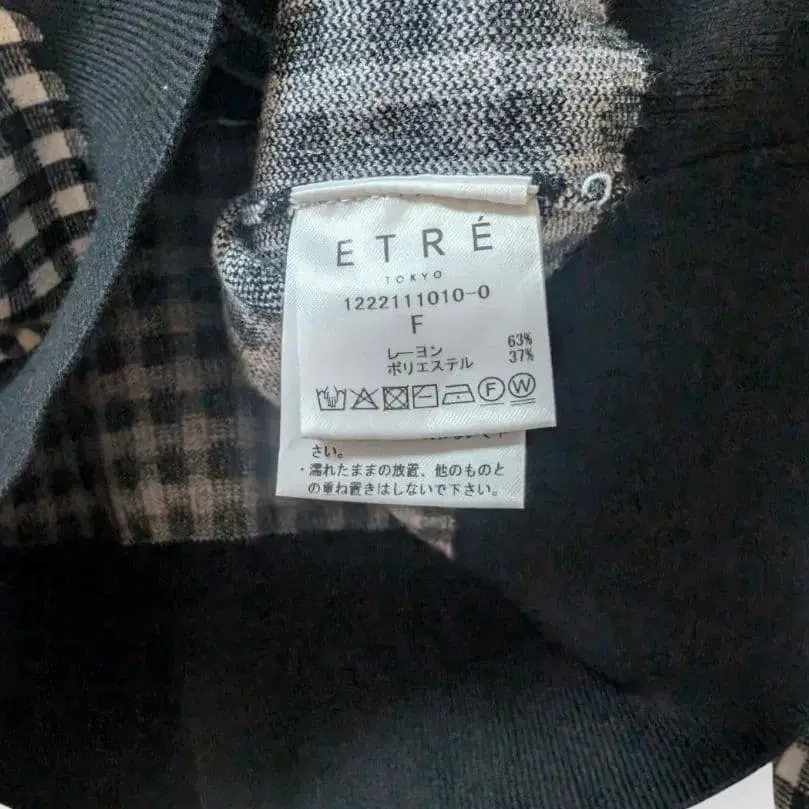 ETRÉ
TOKYO
1222111010-0
F
レーヨン 63%
ポリエステル 37%
F W
さい。
・濡れたままの放置、他のものと
の重ね置きはしないで下さい。